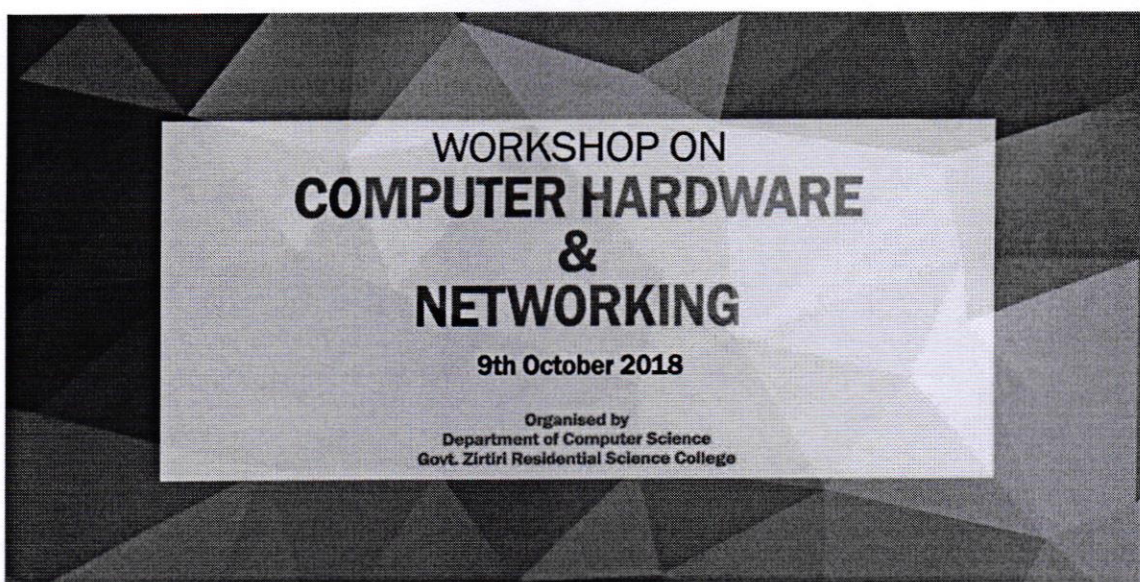 WORKSHOP ON
COMPUTER HARDWARE
&
NETWORKING
9th October 2018
Organised by
Department of Computer Science
Govt. Zirtiri Residential Science College